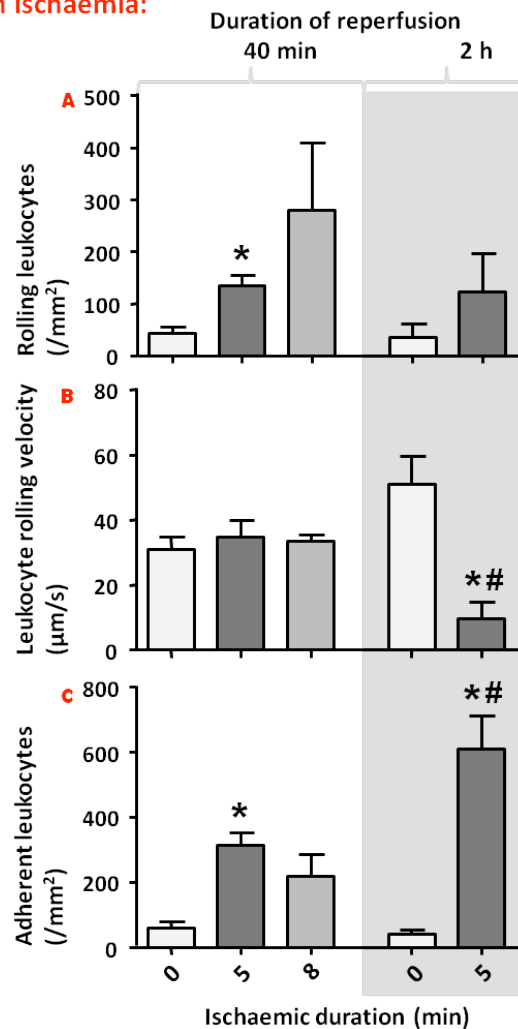 ischaemia:
Duration of reperfusion
40 min 2 h
A
Rolling leukocytes
(/mm²)
500
400
300
200
100
0
*
B
Leukocyte rolling velocity
(µm/s)
80
60
40
20
0
*#
C
Adherent leukocytes
(/mm²)
800
600
400
200
0
*
*#
0 5 8 0 5
Ischaemic duration (min)